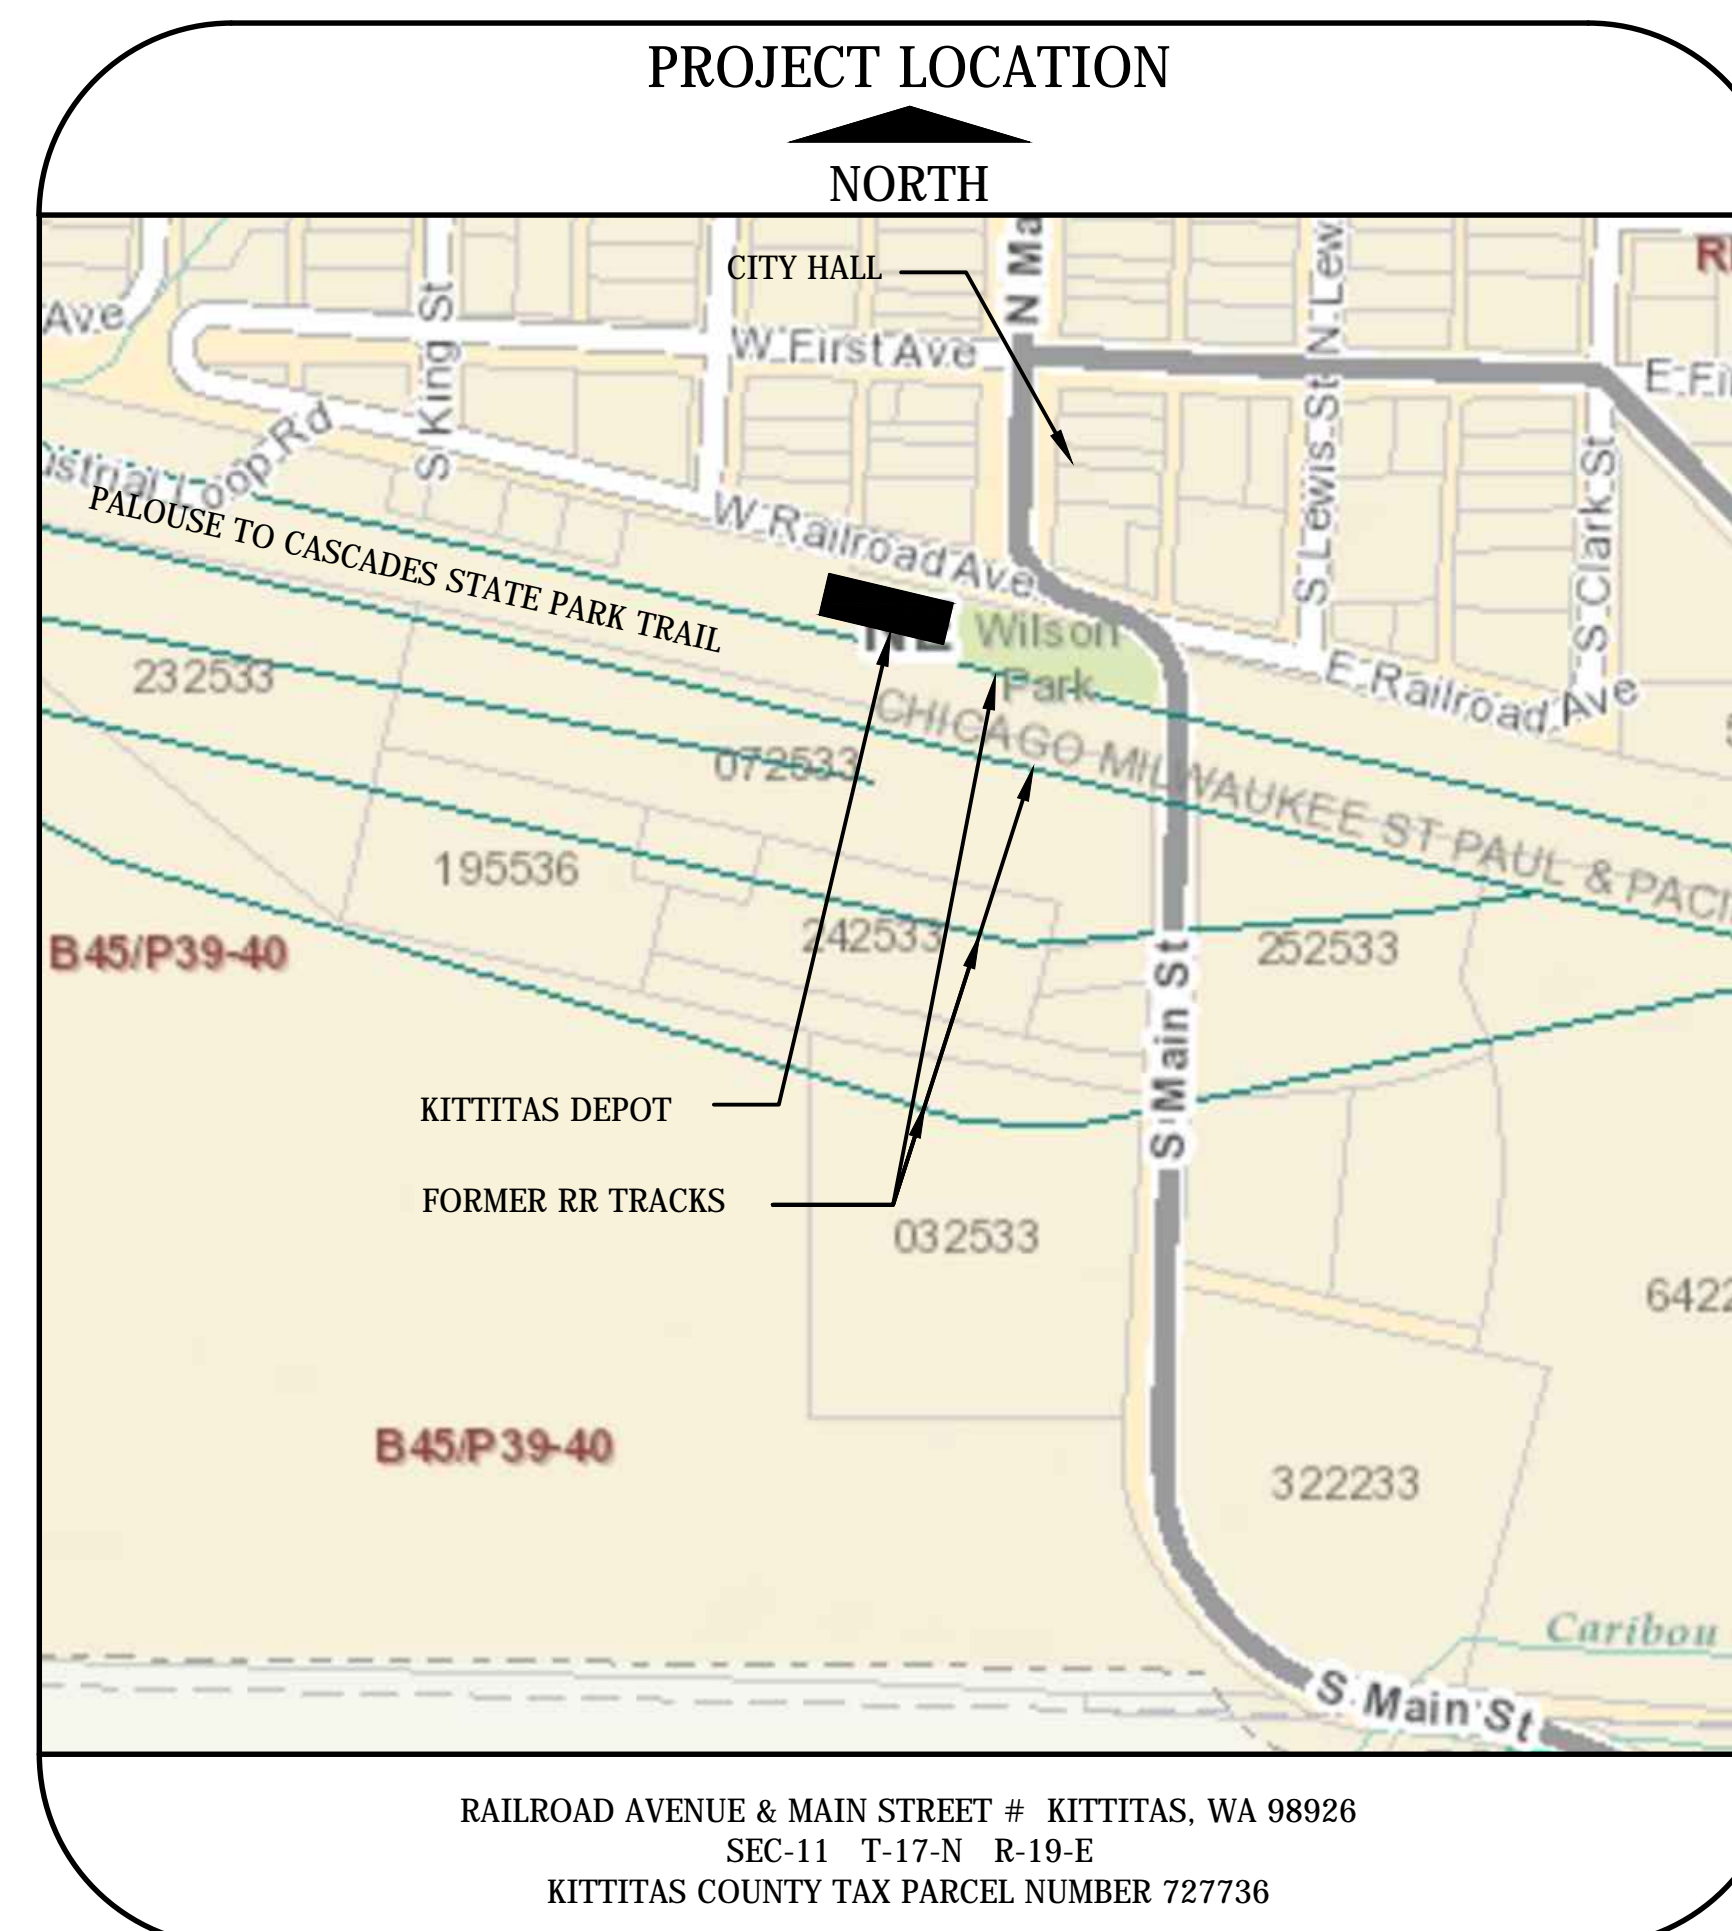 PROJECT LOCATION
NORTH
CITY HALL
N Ma
N Lew
Ave
S King St
W First Ave
E Fi
Loop Rd
PALOUSE TO CASCADES STATE PARK TRAIL
W Railroad Ave
S Lewis St
S Clark St
Wilson
Park
E Railroad Ave
232533
CHICAGO MILWAUKEE ST PAUL & PACI
072533
195536
242533
252533
B45/P39-40
S Main St
KITTITAS DEPOT
FORMER RR TRACKS
032533
6422
B45/P39-40
322233
Caribou
S Main St
RAILROAD AVENUE & MAIN STREET # KITTITAS, WA 98926
SEC-11 T-17-N R-19-E
KITTITAS COUNTY TAX PARCEL NUMBER 727736